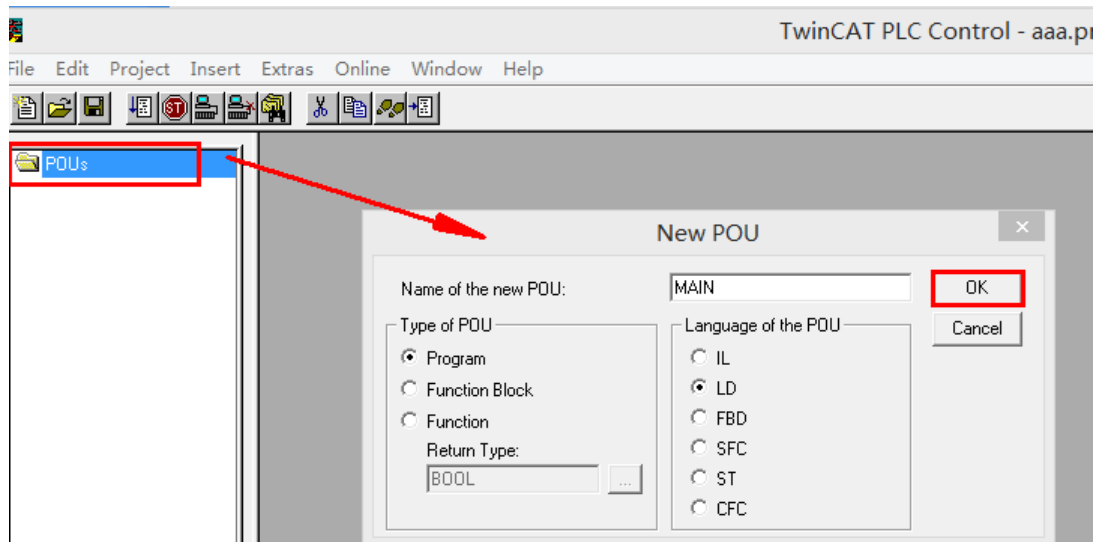 TwinCAT PLC Control - aaa.pr
File Edit Project Insert Extras Online Window Help
ST
POUs
New POU
Name of the new POU: MAIN OK
Type of POU Language of the POU Cancel
Program IL
Function Block LD
Function FBD
Return Type: SFC
BOOL ... ST
CFC